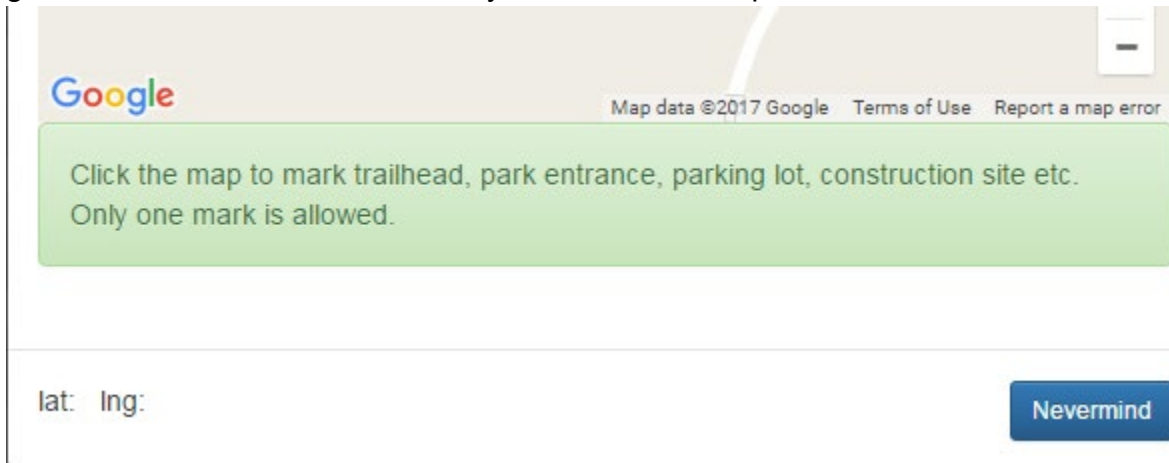 Google
Map data ©2017 Google Terms of Use Report a map error
Click the map to mark trailhead, park entrance, parking lot, construction site etc.
Only one mark is allowed.
lat: lng:
Nevermind